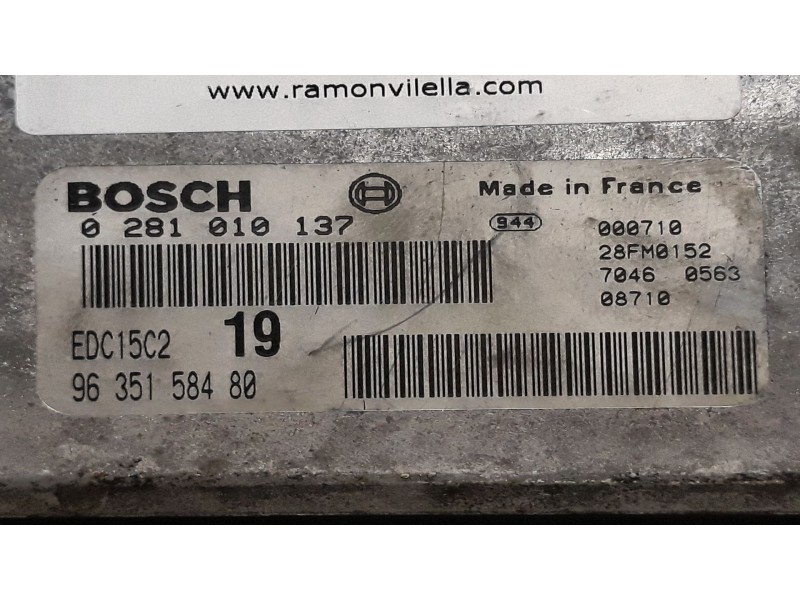 www.ramonvilella.com
BOSCH
Made in France
0 281 010 137
944
000710
28FM0152
7046 0563
08710
EDC15C2
19
96 351 584 80